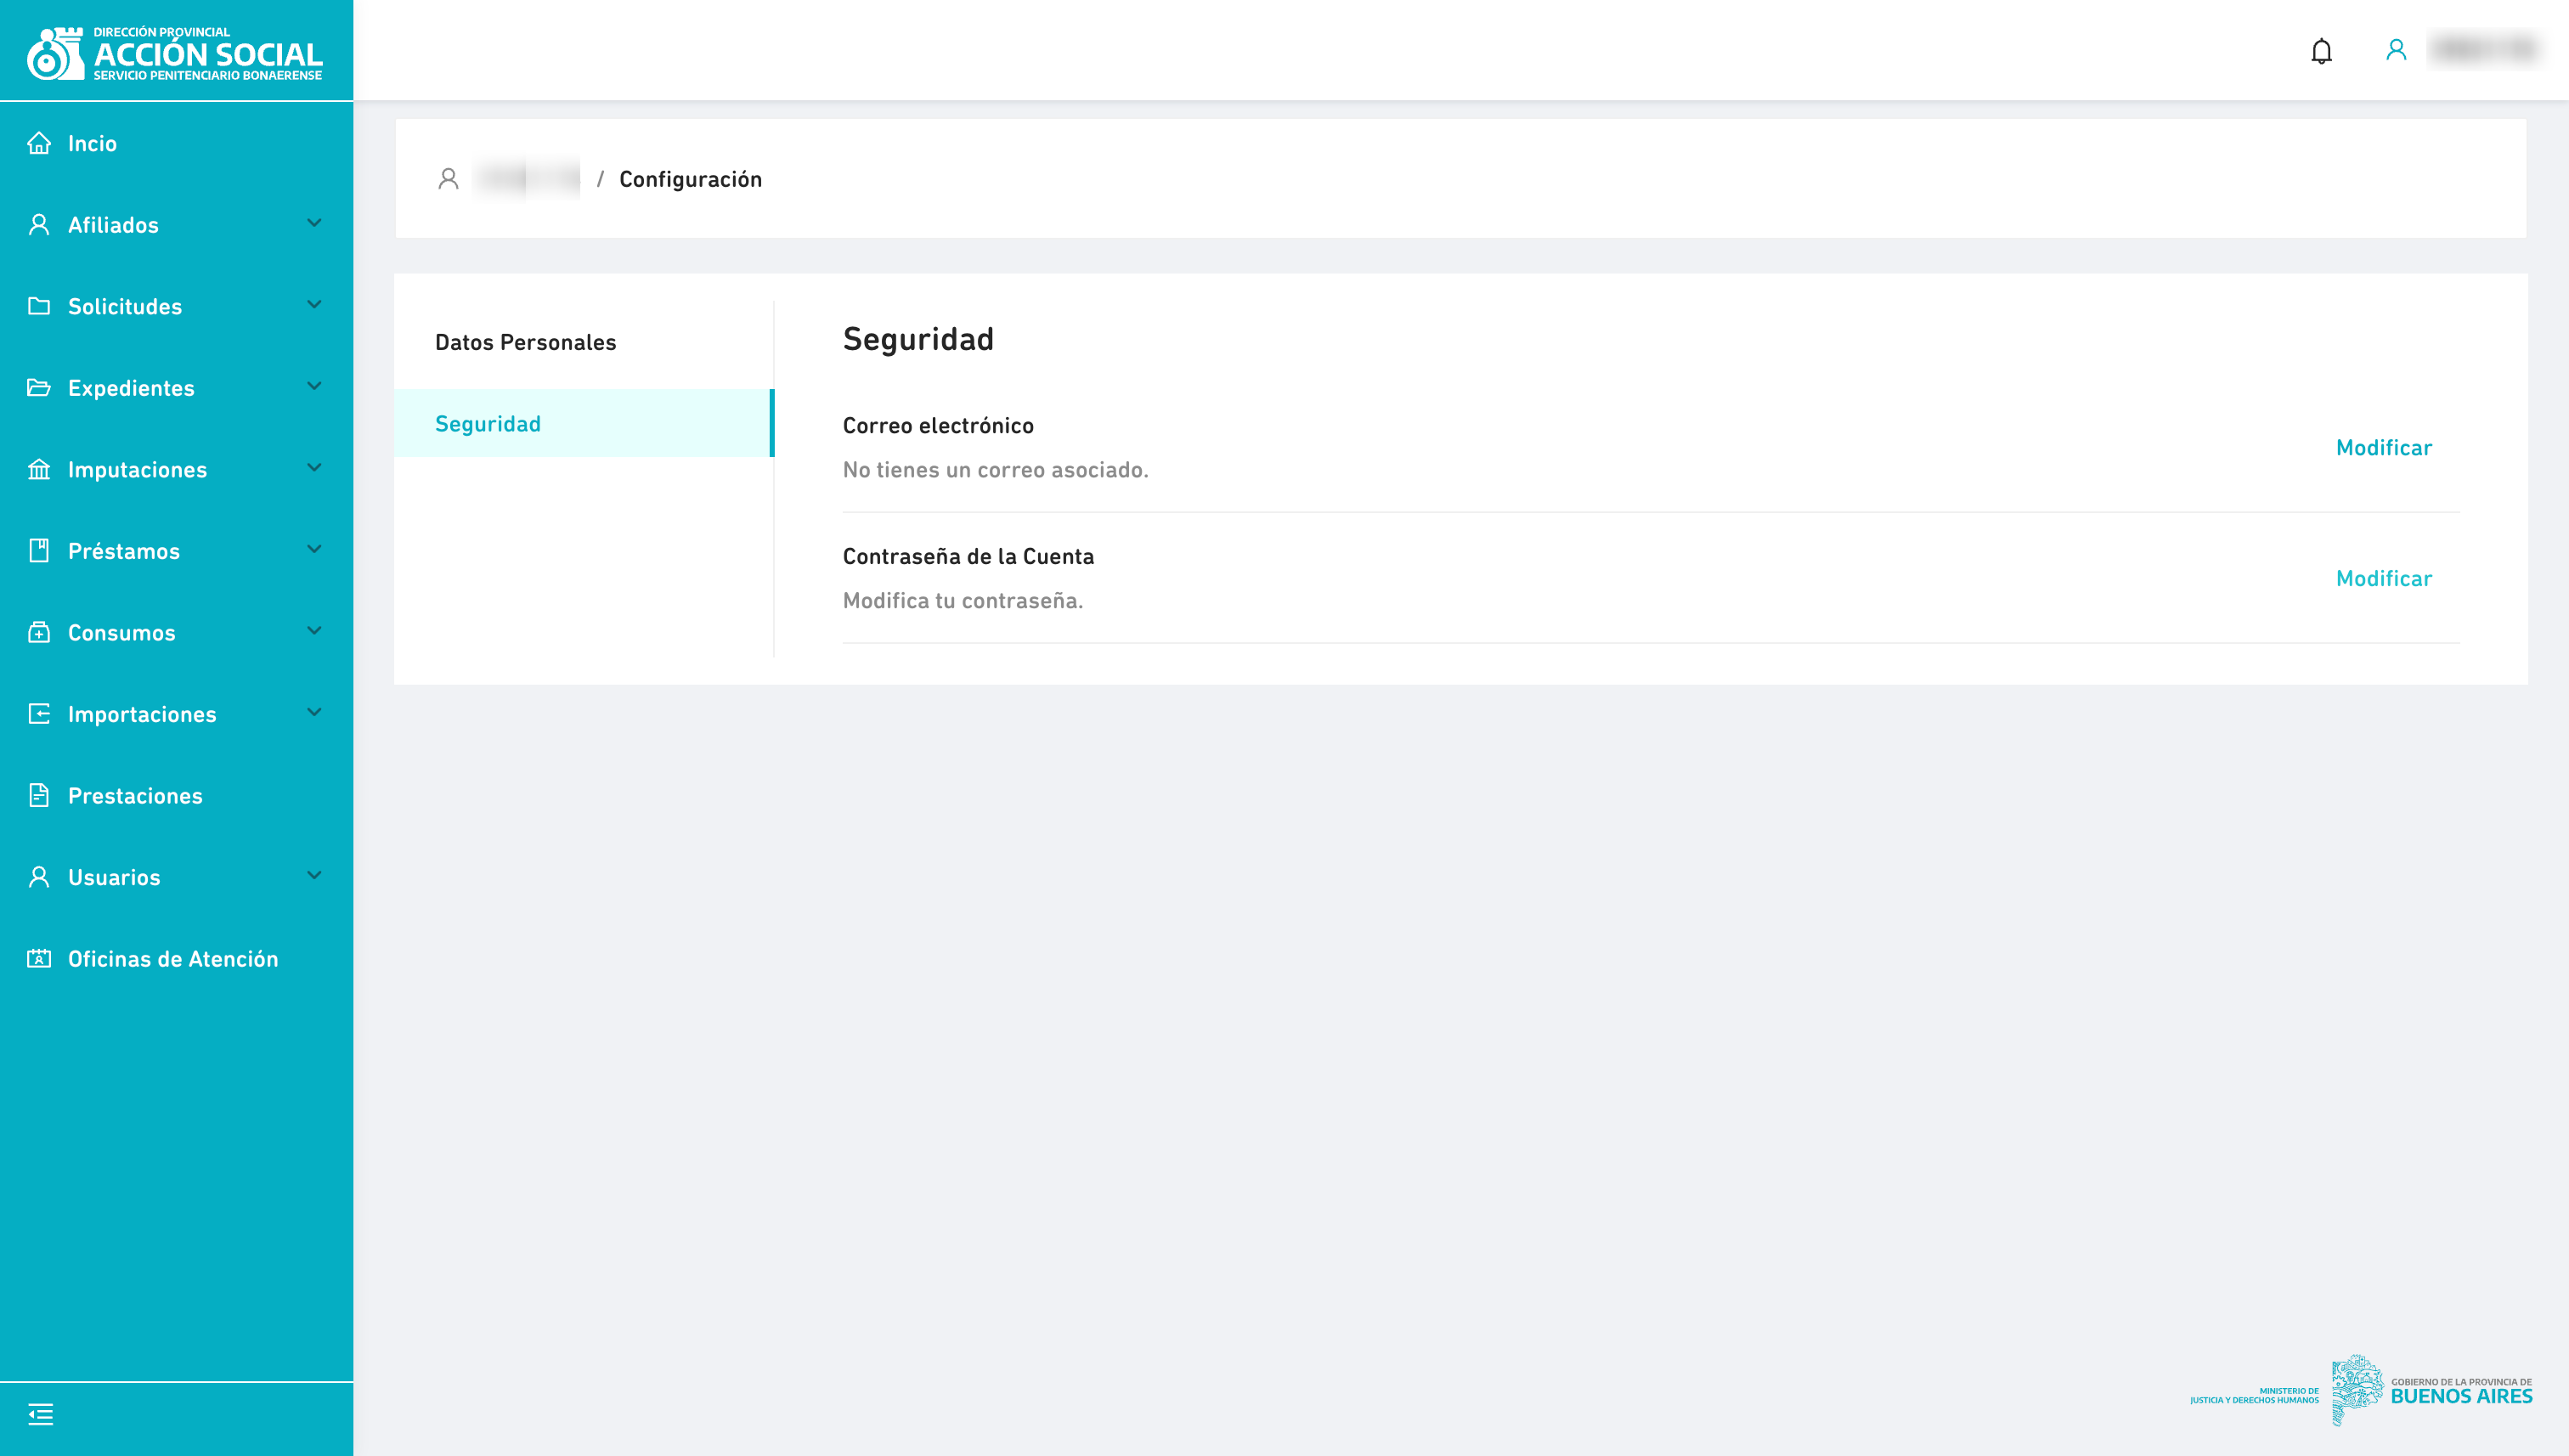 DIRECCIÓN PROVINCIAL
ACCIÓN SOCIAL
SERVICIO PENITENCIARIO BONAERENSE
Incio
Afiliados
Solicitudes
Expedientes
Imputaciones
Préstamos
Consumos
Importaciones
Prestaciones
Usuarios
Oficinas de Atención
/ Configuración
Datos Personales
Seguridad
Seguridad
Correo electrónico
No tienes un correo asociado.
Modificar
Contraseña de la Cuenta
Modifica tu contraseña.
Modificar
MINISTERIO DE
JUSTICIA Y DERECHOS HUMANOS
GOBIERNO DE LA PROVINCIA DE
BUENOS AIRES